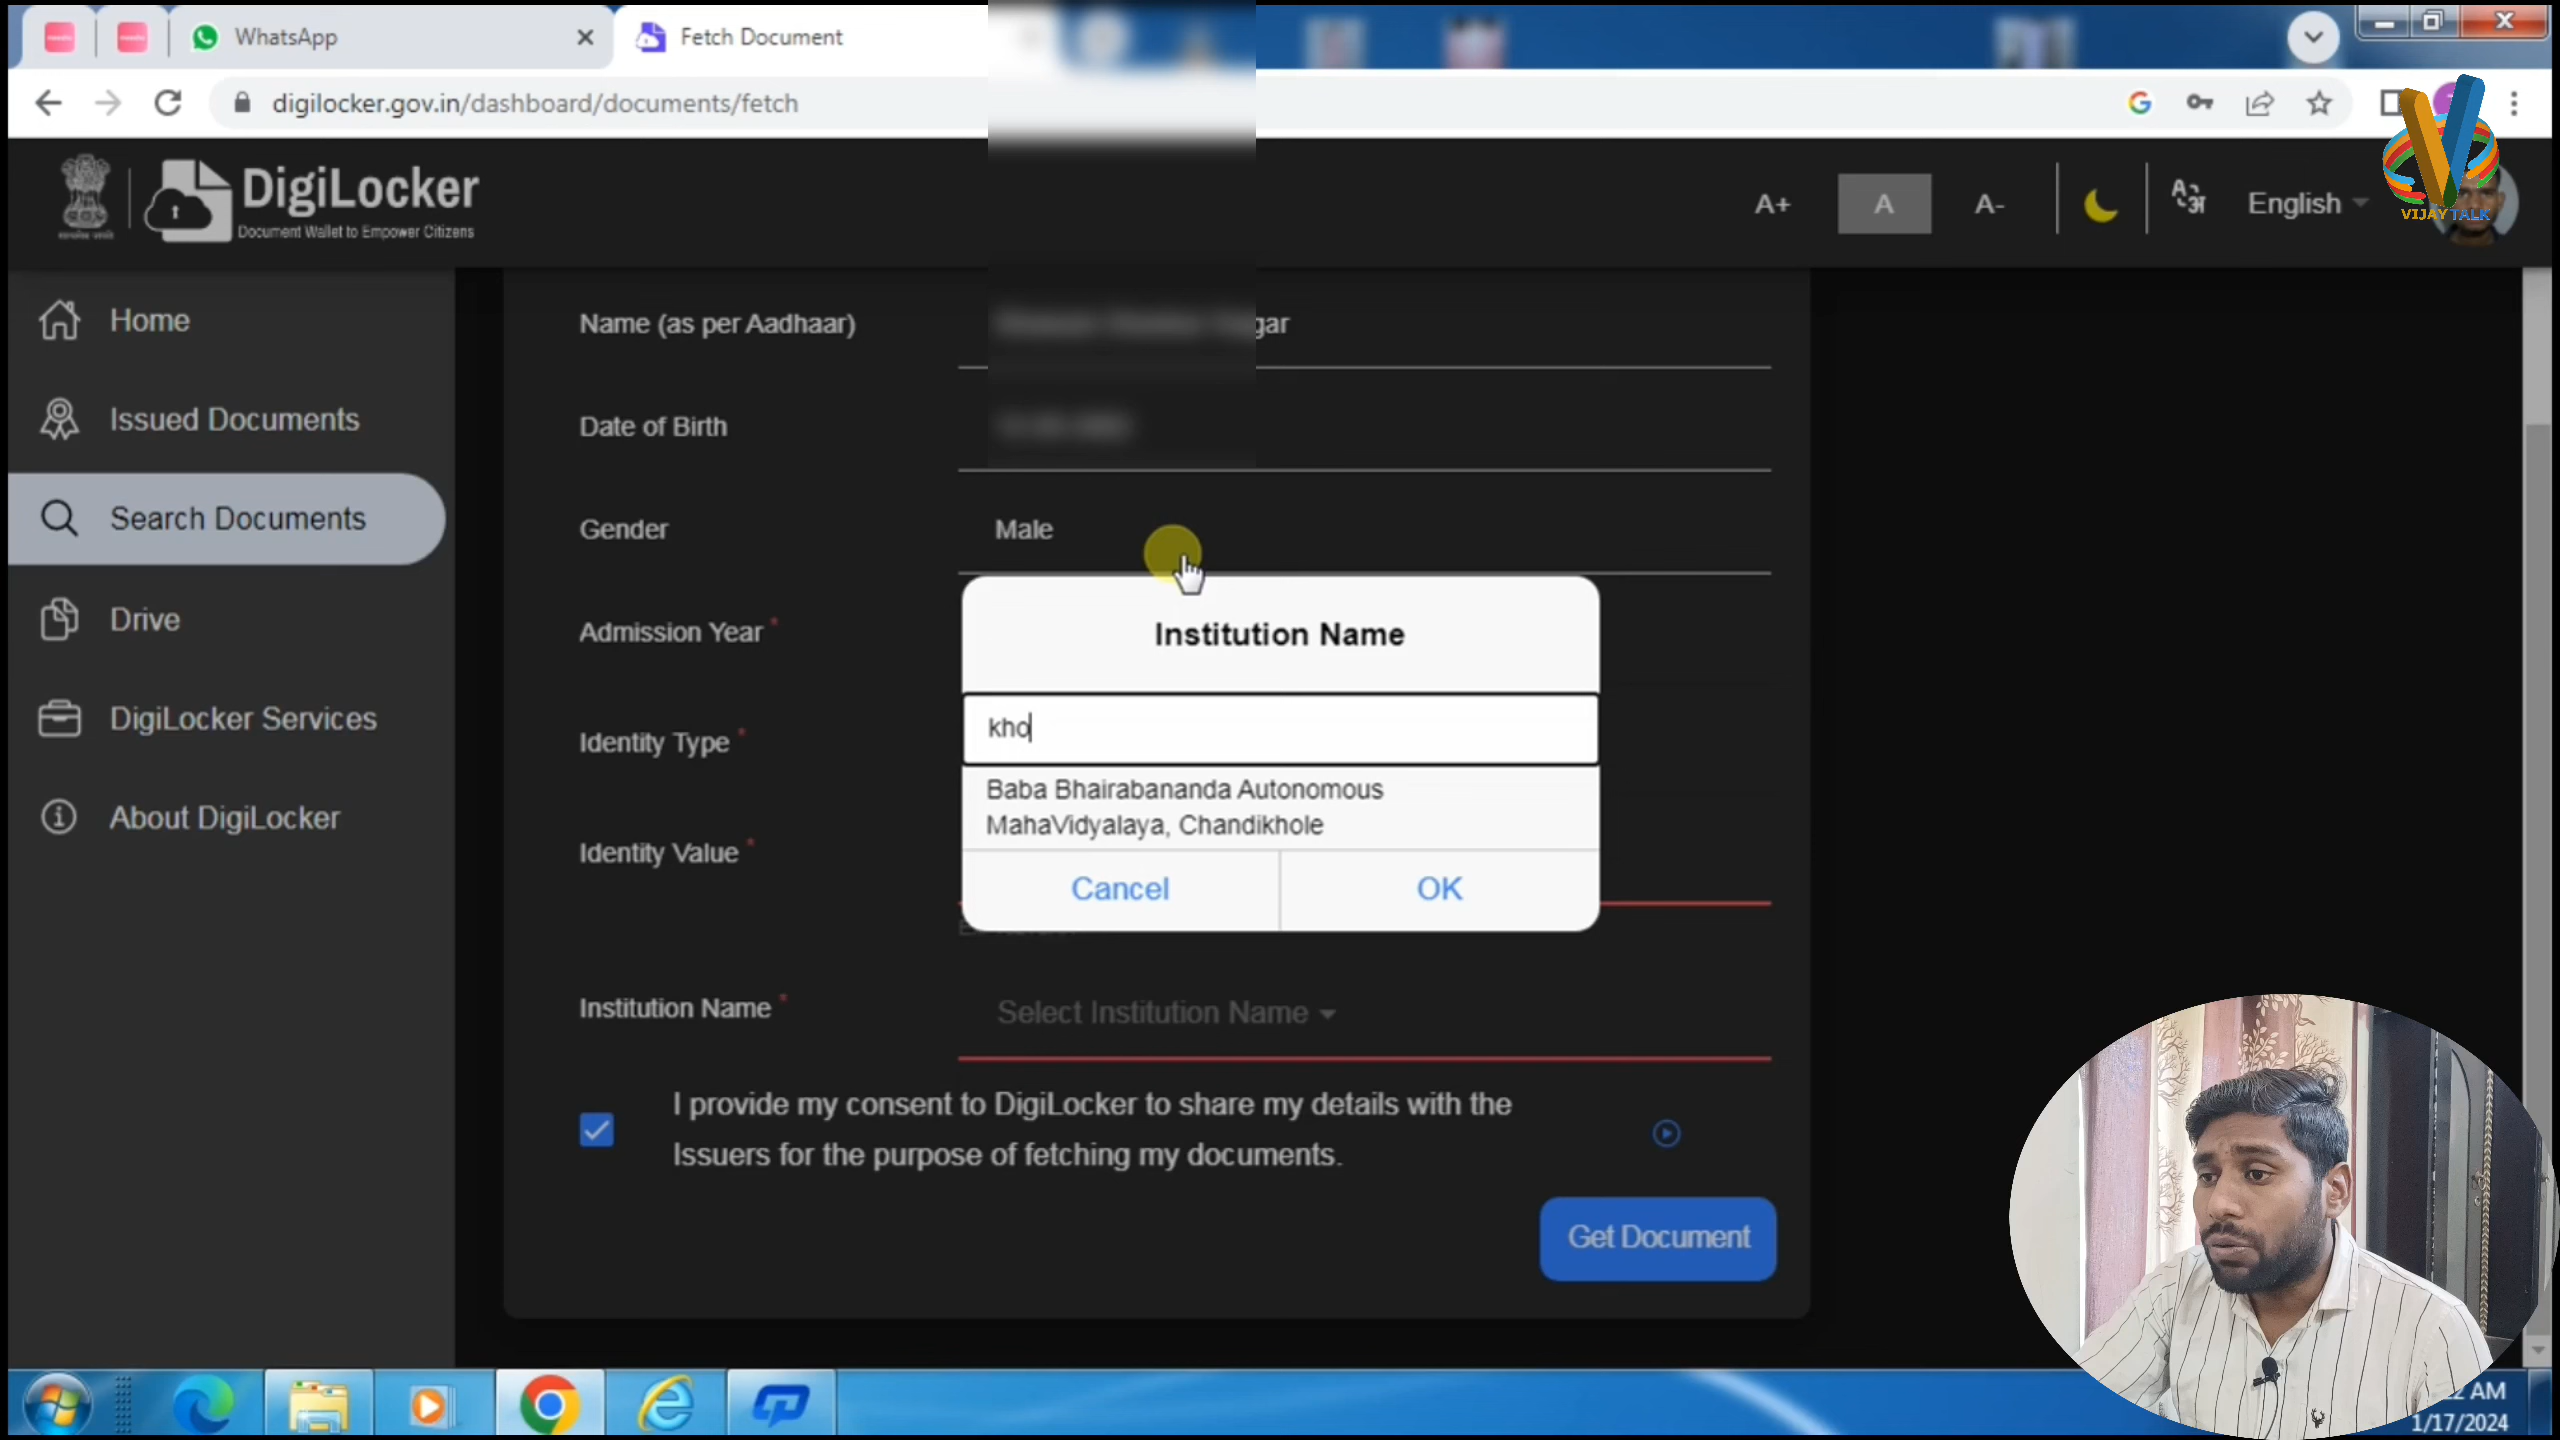 WhatsApp
Fetch Document
digilocker.gov.in/dashboard/documents/fetch
DigiLocker
Document Wallet to Empower Citizens
A+
A
A-
English
VIJAY TALK
Home
Issued Documents
Search Documents
Drive
DigiLocker Services
About DigiLocker
Name (as per Aadhaar)
Date of Birth
Gender
Male
Admission Year *
Identity Type *
Identity Value *
Institution Name
kho
Baba Bhairabananda Autonomous
MahaVidyalaya, Chandikhole
Cancel
OK
Institution Name *
Select Institution Name
I provide my consent to DigiLocker to share my details with the
Issuers for the purpose of fetching my documents.
Get Document
AM
1/17/2024